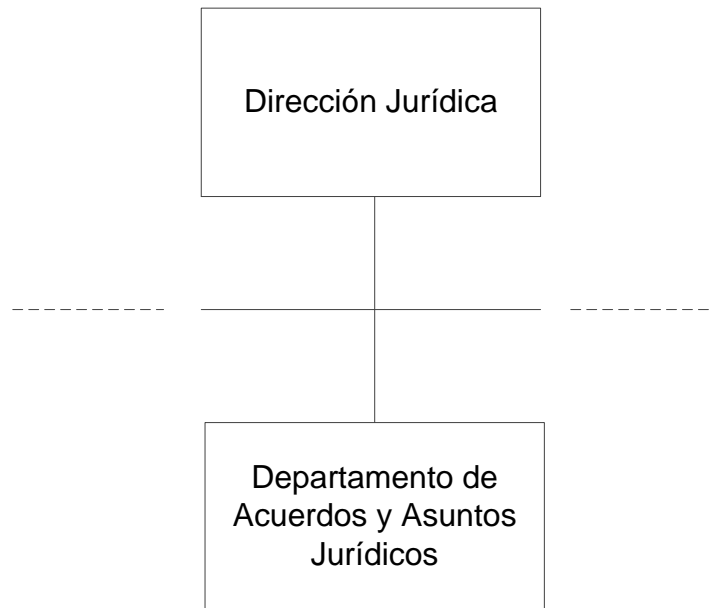 Dirección Jurídica
Departamento de
Acuerdos y Asuntos
Jurídicos